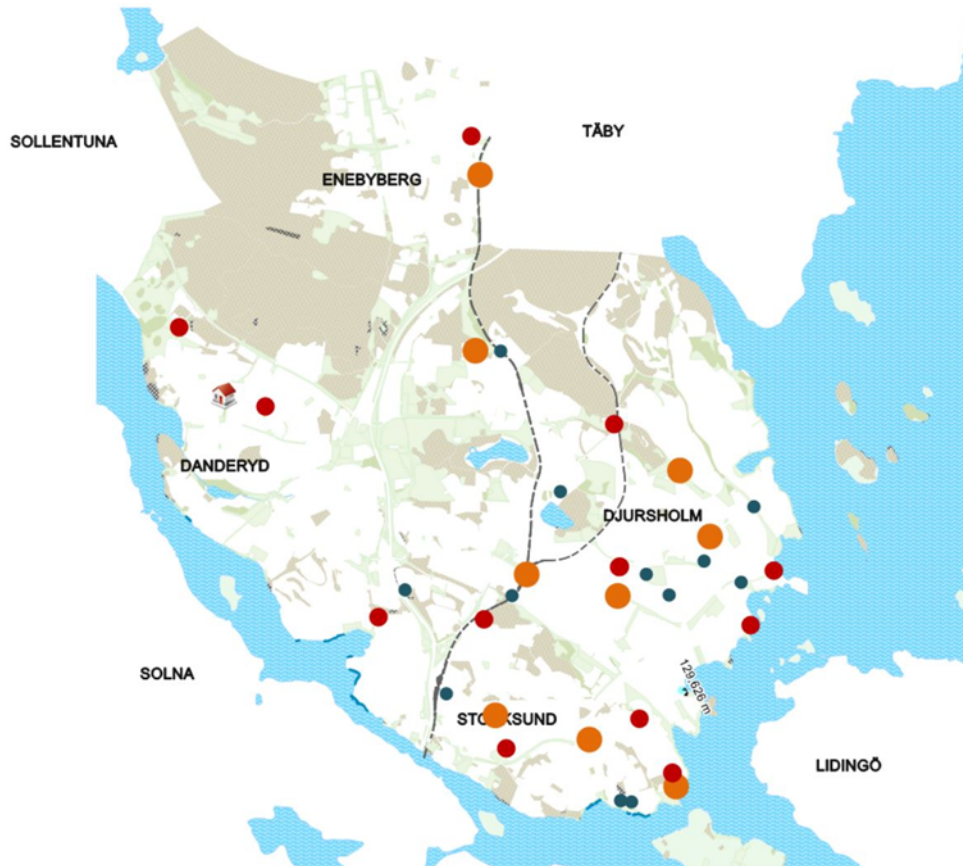 TÄBY
SOLLENTUNA
ENEBYBERG
DANDERYD
DJURSHOLM
SOLNA
129,626 m
STOCKSUND
LIDINGÖ